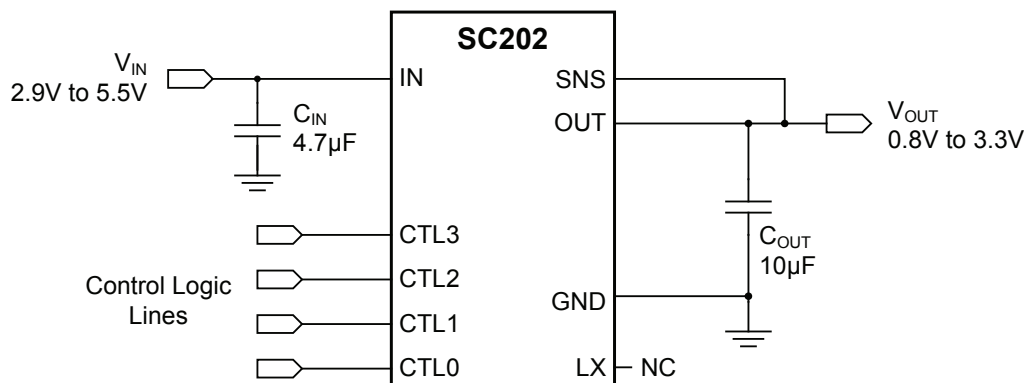 SC202
V_IN
2.9V to 5.5V
IN
C_IN
4.7µF
SNS
OUT
V_OUT
0.8V to 3.3V
C_OUT
10µF
CTL3
CTL2
CTL1
CTL0
Control Logic
Lines
GND
LX
NC